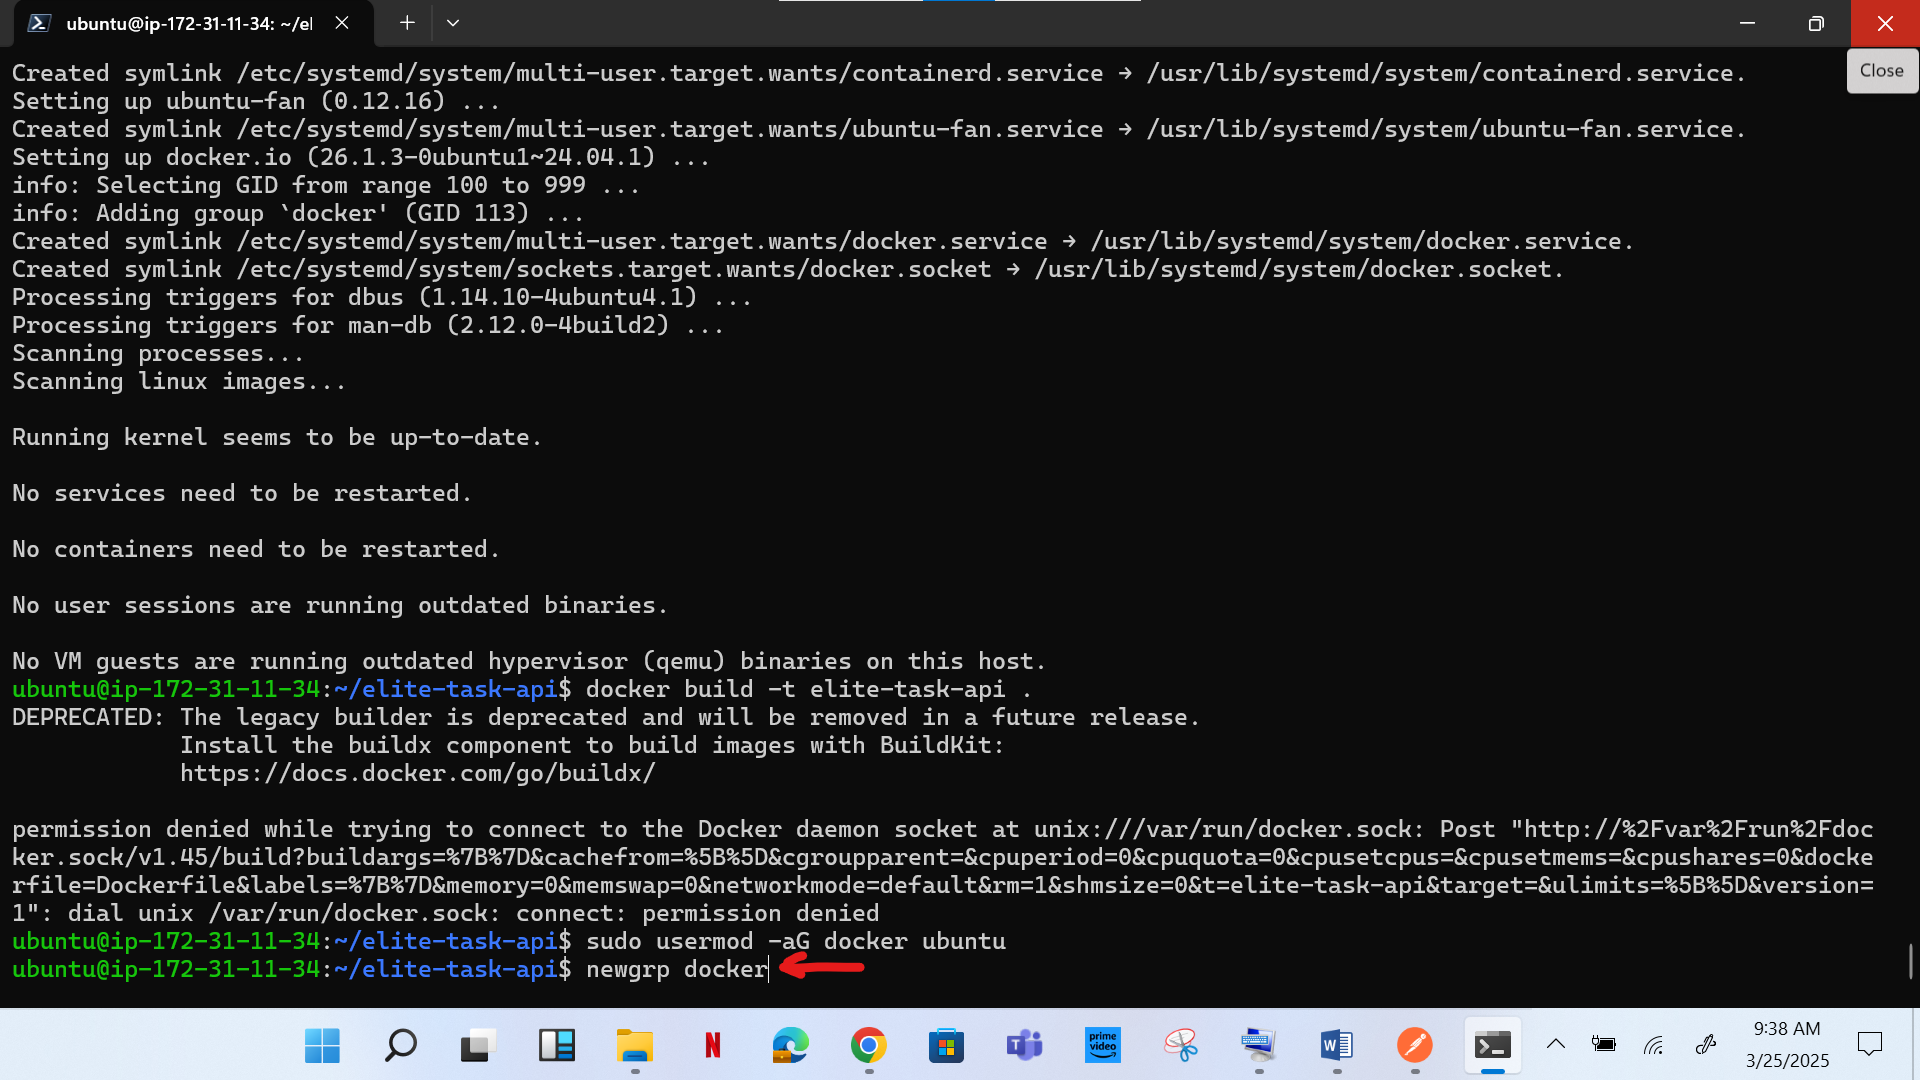 ubuntu@ip-172-31-11-34: ~/el
Close
Created symlink /etc/systemd/system/multi-user.target.wants/containerd.service → /usr/lib/systemd/system/containerd.service.
Setting up ubuntu-fan (0.12.16) ...
Created symlink /etc/systemd/system/multi-user.target.wants/ubuntu-fan.service → /usr/lib/systemd/system/ubuntu-fan.service.
Setting up docker.io (26.1.3-0ubuntu1~24.04.1) ...
info: Selecting GID from range 100 to 999 ...
info: Adding group `docker' (GID 113) ...
Created symlink /etc/systemd/system/multi-user.target.wants/docker.service → /usr/lib/systemd/system/docker.service.
Created symlink /etc/systemd/system/sockets.target.wants/docker.socket → /usr/lib/systemd/system/docker.socket.
Processing triggers for dbus (1.14.10-4ubuntu4.1) ...
Processing triggers for man-db (2.12.0-4build2) ...
Scanning processes...
Scanning linux images...
Running kernel seems to be up-to-date.
No services need to be restarted.
No containers need to be restarted.
No user sessions are running outdated binaries.
No VM guests are running outdated hypervisor (qemu) binaries on this host.
ubuntu@ip-172-31-11-34:~/elite-task-api$ docker build -t elite-task-api .
DEPRECATED: The legacy builder is deprecated and will be removed in a future release.
Install the buildx component to build images with BuildKit:
https://docs.docker.com/go/buildx/
permission denied while trying to connect to the Docker daemon socket at unix:///var/run/docker.sock: Post "http://%2Fvar%2Frun%2Fdoc
ker.sock/v1.45/build?buildargs=%7B%7D&cachefrom=%5B%5D&cgroupparent=&cpuperiod=0&cpuquota=0&cpusetcpus=&cpusetmems=&cpushares=0&docke
rfile=Dockerfile&labels=%7B%7D&memory=0&memswap=0&networkmode=default&rm=1&shmsize=0&t=elite-task-api&target=&ulimits=%5B%5D&version=
1": dial unix /var/run/docker.sock: connect: permission denied
ubuntu@ip-172-31-11-34:~/elite-task-api$ sudo usermod -aG docker ubuntu
ubuntu@ip-172-31-11-34:~/elite-task-api$ newgrp docker
N
T
prime
video
W
9:38 AM
3/25/2025